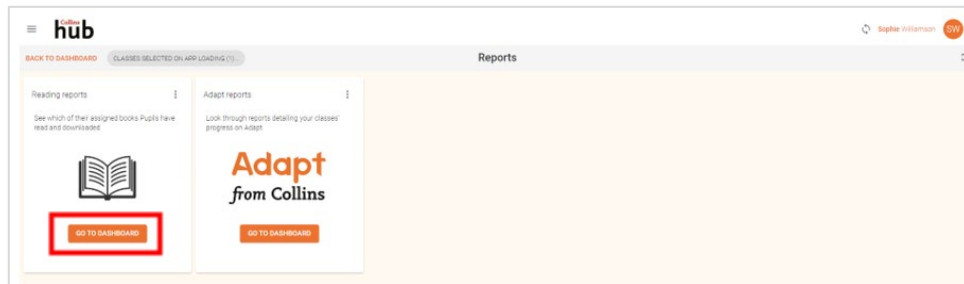 Collins
hub
Sophie Williamson
SW
BACK TO DASHBOARD
CLASSES SELECTED ON APP LOADING (1)...
Reports
Reading reports
See which of their assigned books Pupils have
read and downloaded
GO TO DASHBOARD
Adapt reports
Look through reports detailing your classes'
progress on Adapt
Adapt
from Collins
GO TO DASHBOARD